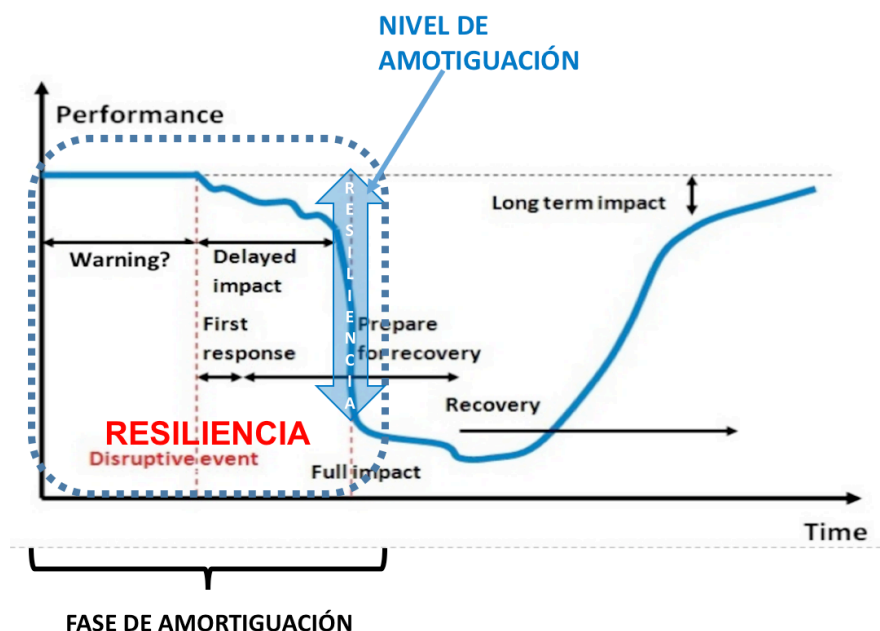 NIVEL DE
AMOTIGUACIÓN
Performance
RESILIENCIA
Long term impact
Warning?
Delayed
impact
First
response
Prepare
for recovery
Recovery
RESILIENCIA
Disruptive event
Full impact
Time
FASE DE AMORTIGUACIÓN